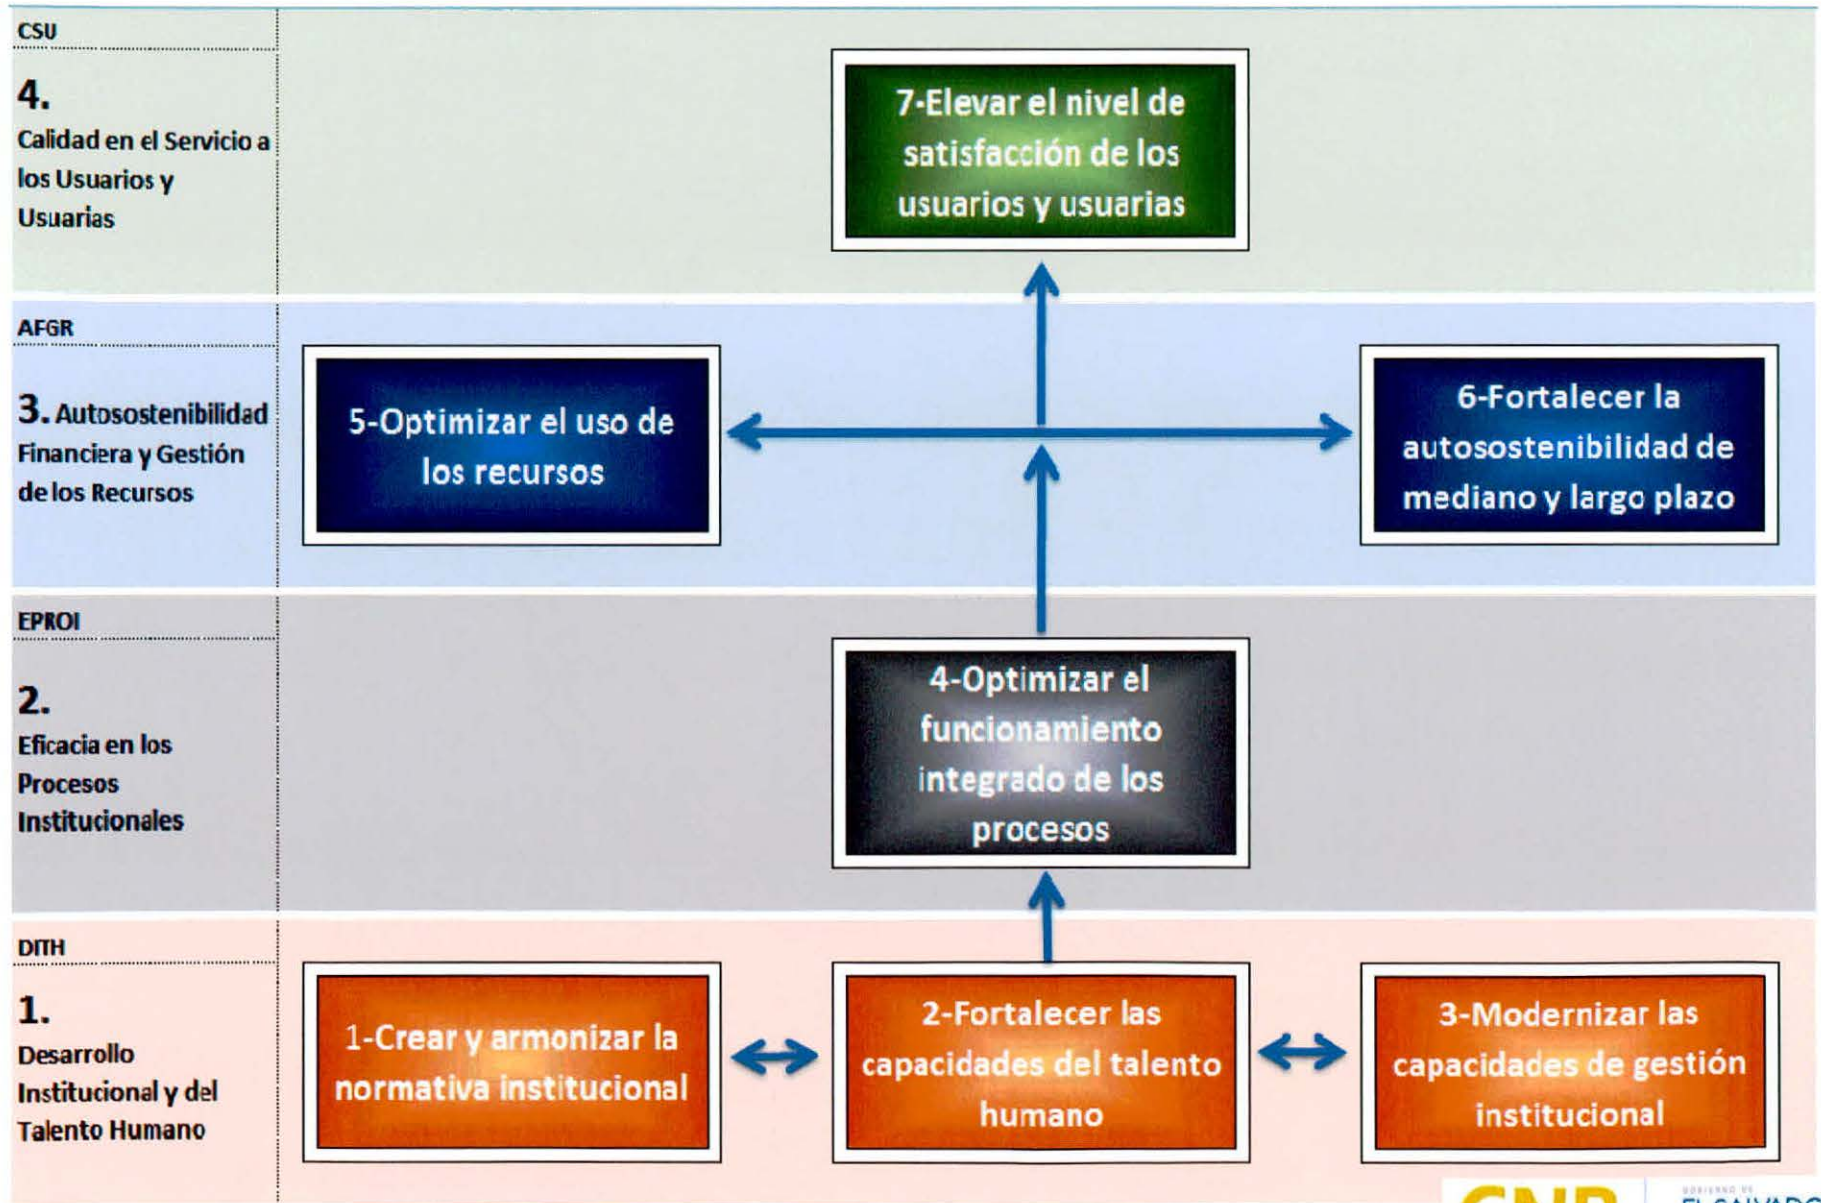 CSU
4.
Calidad en el Servicio a
los Usuarios y
Usuarias
7-Elevar el nivel de
satisfacción de los
usuarios y usuarias
AFGR
3. Autosostenibilidad
Financiera y Gestión
de los Recursos
5-Optimizar el uso de
los recursos
6-Fortalecer la
autosostenibilidad de
mediano y largo plazo
EPROI
2.
Eficacia en los
Procesos
Institucionales
4-Optimizar el
funcionamiento
integrado de los
procesos
DITH
1.
Desarrollo
Institucional y del
Talento Humano
1-Crear y armonizar la
normativa institucional
2-Fortalecer las
capacidades del talento
humano
3-Modernizar las
capacidades de gestión
institucional
GOBIERNO DE